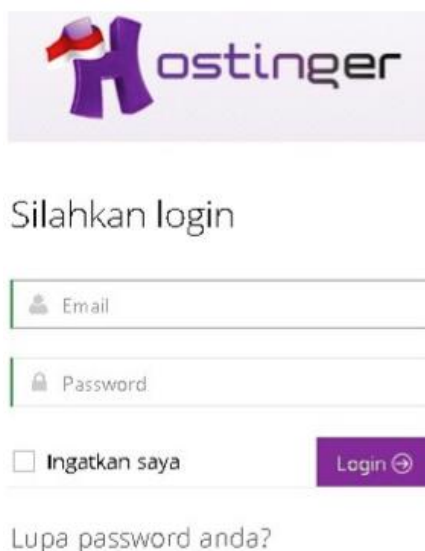 Hostinger
Silahkan login
Email
Password
Ingatkan saya
Login
Lupa password anda?